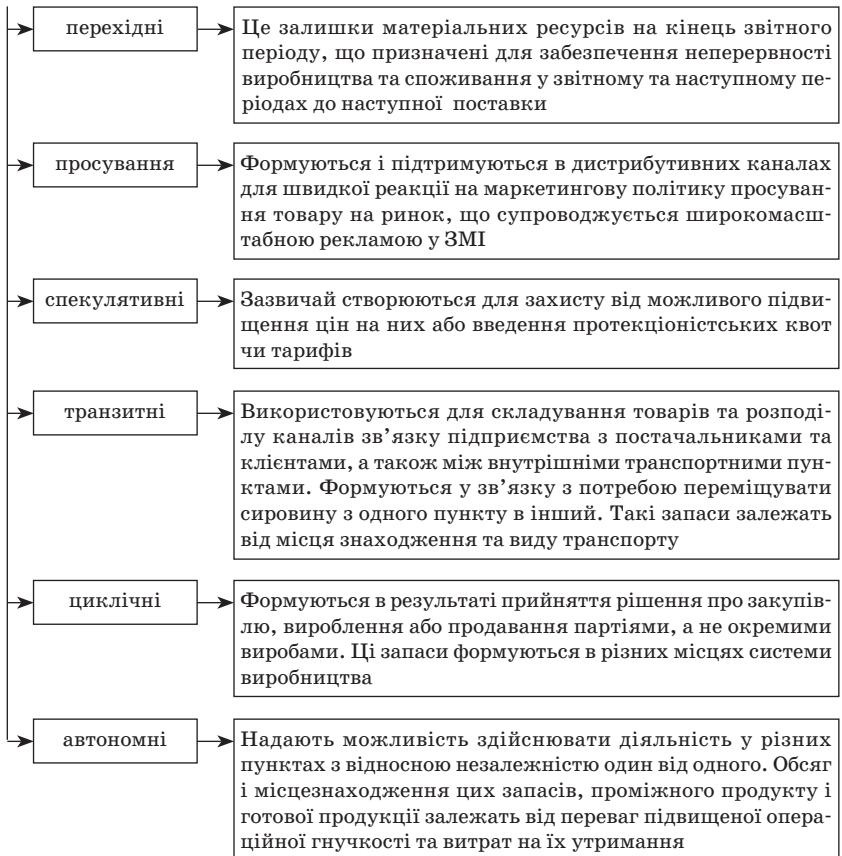 перехідні
Це залишки матеріальних ресурсів на кінець звітного
періоду, що призначені для забезпечення неперервності
виробництва та споживання у звітному та наступному пе-
ріодах до наступної поставки
просування
Формуються і підтримуються в дистрибутивних каналах
для швидкої реакції на маркетингову політику просуван-
ня товару на ринок, що супроводжується широкомасш-
табною рекламою у ЗМІ
спекулятивні
Зазвичай створюються для захисту від можливого підви-
щення цін на них або введення протекціоністських квот
чи тарифів
транзитні
Використовуються для складування товарів та розподі-
лу каналів зв’язку підприємства з постачальниками та
клієнтами, а також між внутрішніми транспортними пун-
ктами. Формуються у зв’язку з потребою переміщувати
сировину з одного пункту в інший. Такі запаси залежать
від місця знаходження та виду транспорту
циклічні
Формуються в результаті прийняття рішення про закупів-
лю, вироблення або продавання партіями, а не окремими
виробами. Ці запаси формуються в різних місцях системи
виробництва
автономні
Надають можливість здійснювати діяльність у різних
пунктах з відносною незалежністю один від одного. Обсяг
і місцезнаходження цих запасів, проміжного продукту і
готової продукції залежать від переваг підвищеної опера-
ційної гнучкості та витрат на їх утримання